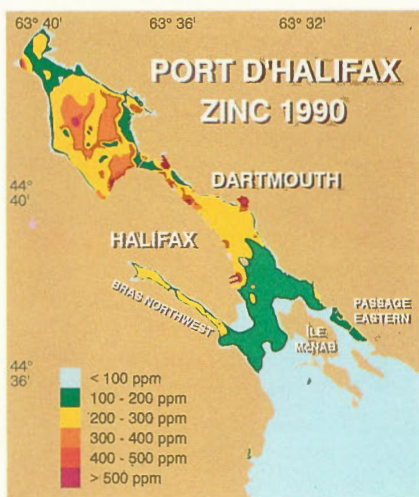 63° 40' 63° 36' 63° 32'
PORT D'HALIFAX
ZINC 1990
44°
40'
DARTMOUTH
HALIFAX
BRAS NORTHWEST
PASSAGE
EASTERN
ÎLE
McNAB
44°
36'
< 100 ppm
100 - 200 ppm
200 - 300 ppm
300 - 400 ppm
400 - 500 ppm
> 500 ppm